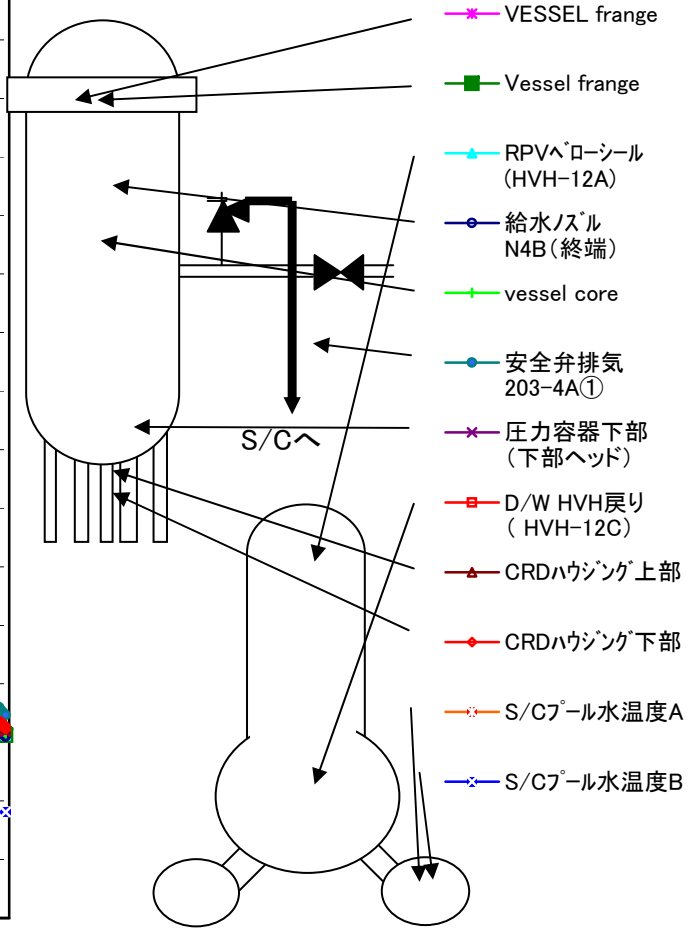 VESSEL frange
Vessel frange
RPVベローシール
(HVH-12A)
給水ノズル
N4B(終端)
vessel core
安全弁排気
203-4A①
圧力容器下部
(下部ヘッド)
D/W HVH戻り
( HVH-12C)
CRDハウジング上部
CRDハウジング下部
S/Cプール水温度A
S/Cプール水温度B
S/Cへ